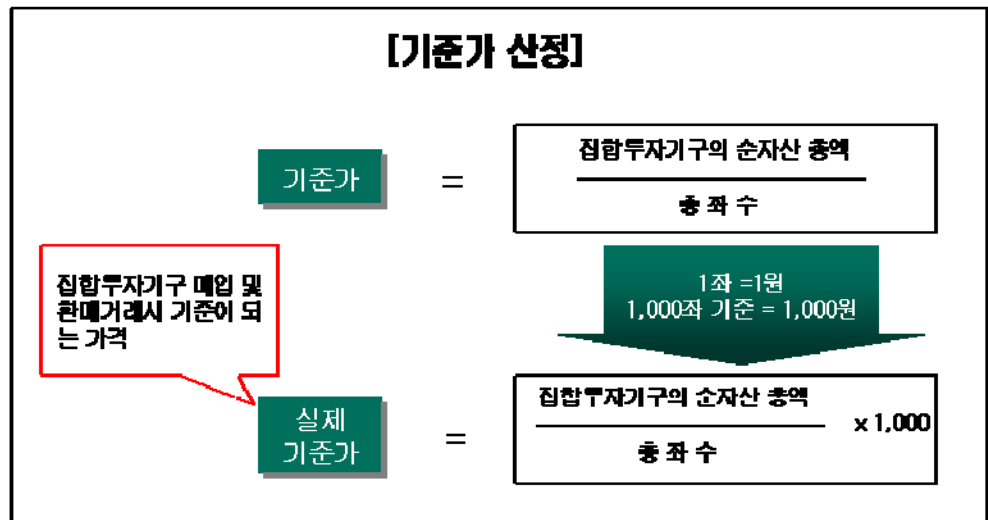 [기준가 산정]
기준가
=
집합투자기구의 순자산 총액
총 좌 수
집합투자기구 매입 및
환매거래시 기준이 되
는 가격
1좌 =1원
1,000좌 기준 = 1,000원
실제
기준가
=
집합투자기구의 순자산 총액
총 좌 수
x 1,000